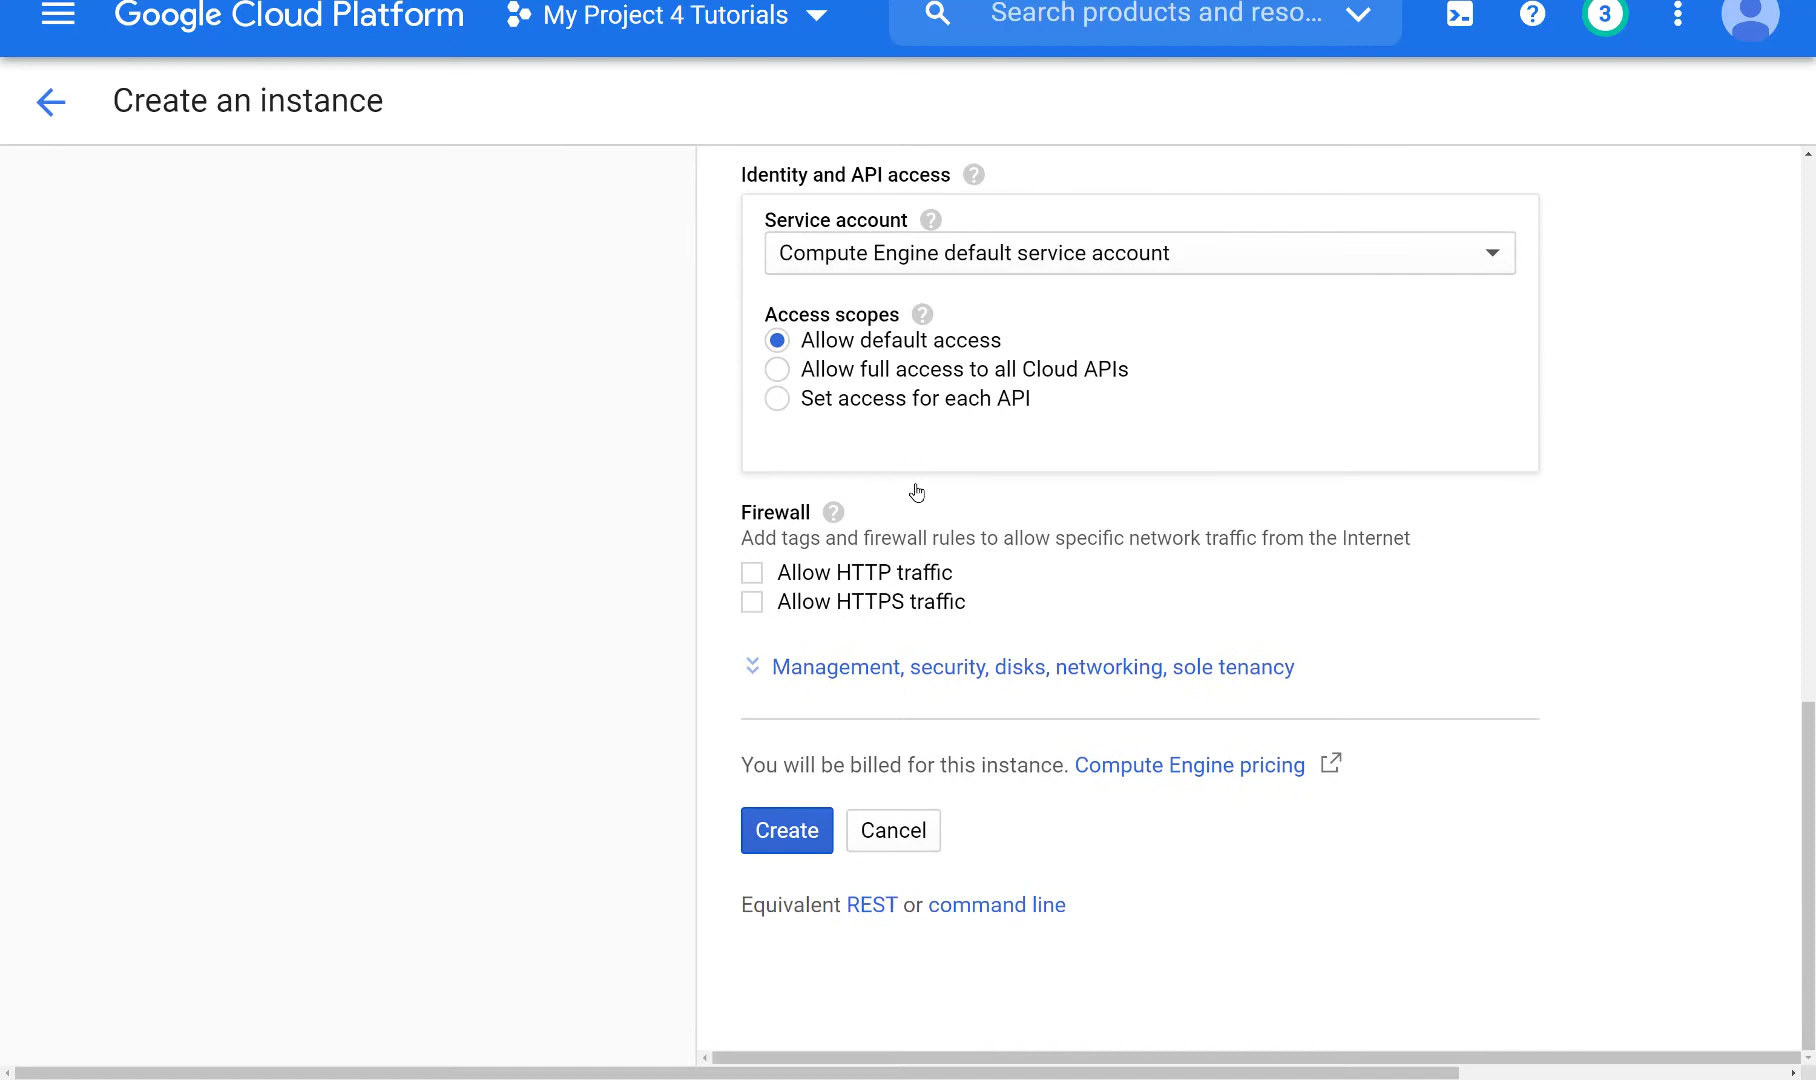 Google Cloud Platform
My Project 4 Tutorials
Search products and reso...
3
Create an instance
Identity and API access
Service account
Compute Engine default service account
Access scopes
Allow default access
Allow full access to all Cloud APIs
Set access for each API
Firewall
Add tags and firewall rules to allow specific network traffic from the Internet
Allow HTTP traffic
Allow HTTPS traffic
Management, security, disks, networking, sole tenancy
You will be billed for this instance. Compute Engine pricing
Create
Cancel
Equivalent REST or command line